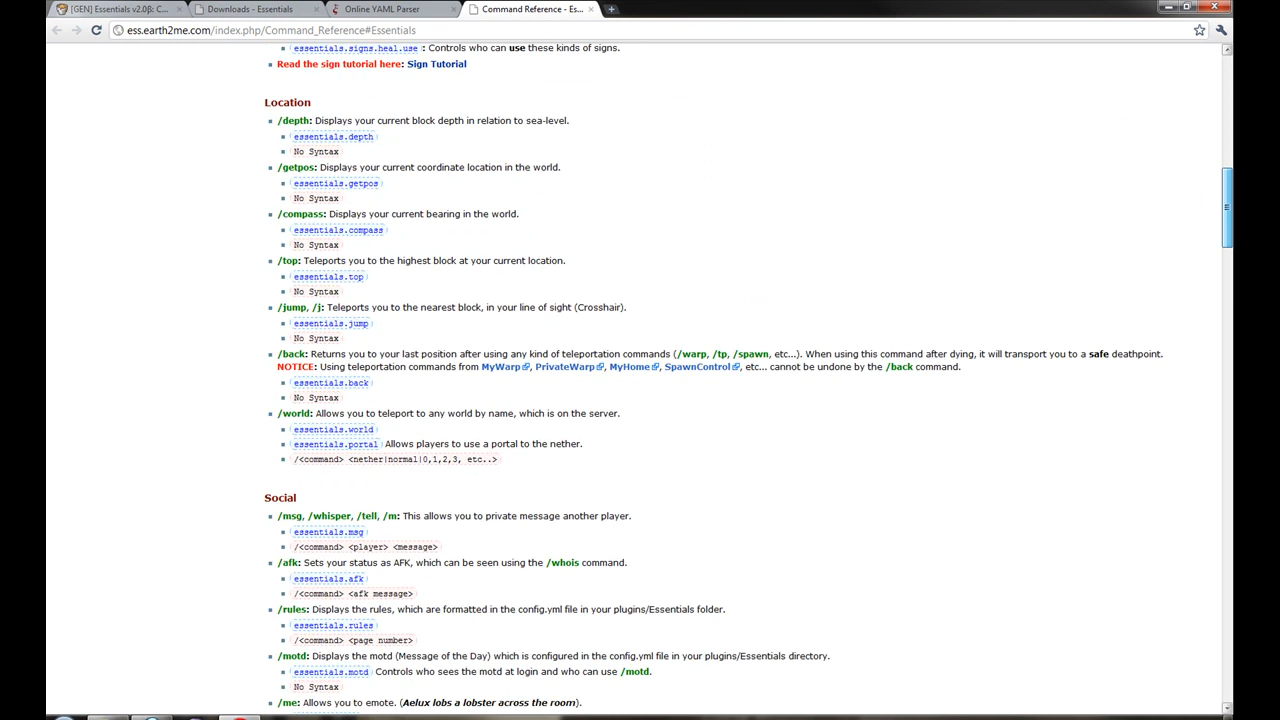 [GEN] Essentials v2.0β: C...
Downloads - Essentials
Online YAML Parser
Command Reference - Es...
ess.earth2me.com/index.php/Command_Reference#Essentials
essentials.signs.heal.use : Controls who can use these kinds of signs.
Read the sign tutorial here: Sign Tutorial
Location
/depth: Displays your current block depth in relation to sea-level.
essentials.depth
No Syntax
/getpos: Displays your current coordinate location in the world.
essentials.getpos
No Syntax
/compass: Displays your current bearing in the world.
essentials.compass
No Syntax
/top: Teleports you to the highest block at your current location.
essentials.top
No Syntax
/jump, /j: Teleports you to the nearest block, in your line of sight (Crosshair).
essentials.jump
No Syntax
/back: Returns you to your last position after using any kind of teleportation commands (/warp, /tp, /spawn, etc...). When using this command after dying, it will transport you to a safe deathpoint.
NOTICE: Using teleportation commands from MyWarp, PrivateWarp, MyHome, SpawnControl, etc... cannot be undone by the /back command.
essentials.back
No Syntax
/world: Allows you to teleport to any world by name, which is on the server.
essentials.world
essentials.portal Allows players to use a portal to the nether.
/<command> <nether|normal|0,1,2,3, etc..>
Social
/msg, /whisper, /tell, /m: This allows you to private message another player.
essentials.msg
/<command> <player> <message>
/afk: Sets your status as AFK, which can be seen using the /whois command.
essentials.afk
/<command> <afk message>
/rules: Displays the rules, which are formatted in the config.yml file in your plugins/Essentials folder.
essentials.rules
/<command> <page number>
/motd: Displays the motd (Message of the Day) which is configured in the config.yml file in your plugins/Essentials directory.
essentials.motd Controls who sees the motd at login and who can use /motd.
No Syntax
/me: Allows you to emote. (Aelux lobs a lobster across the room).